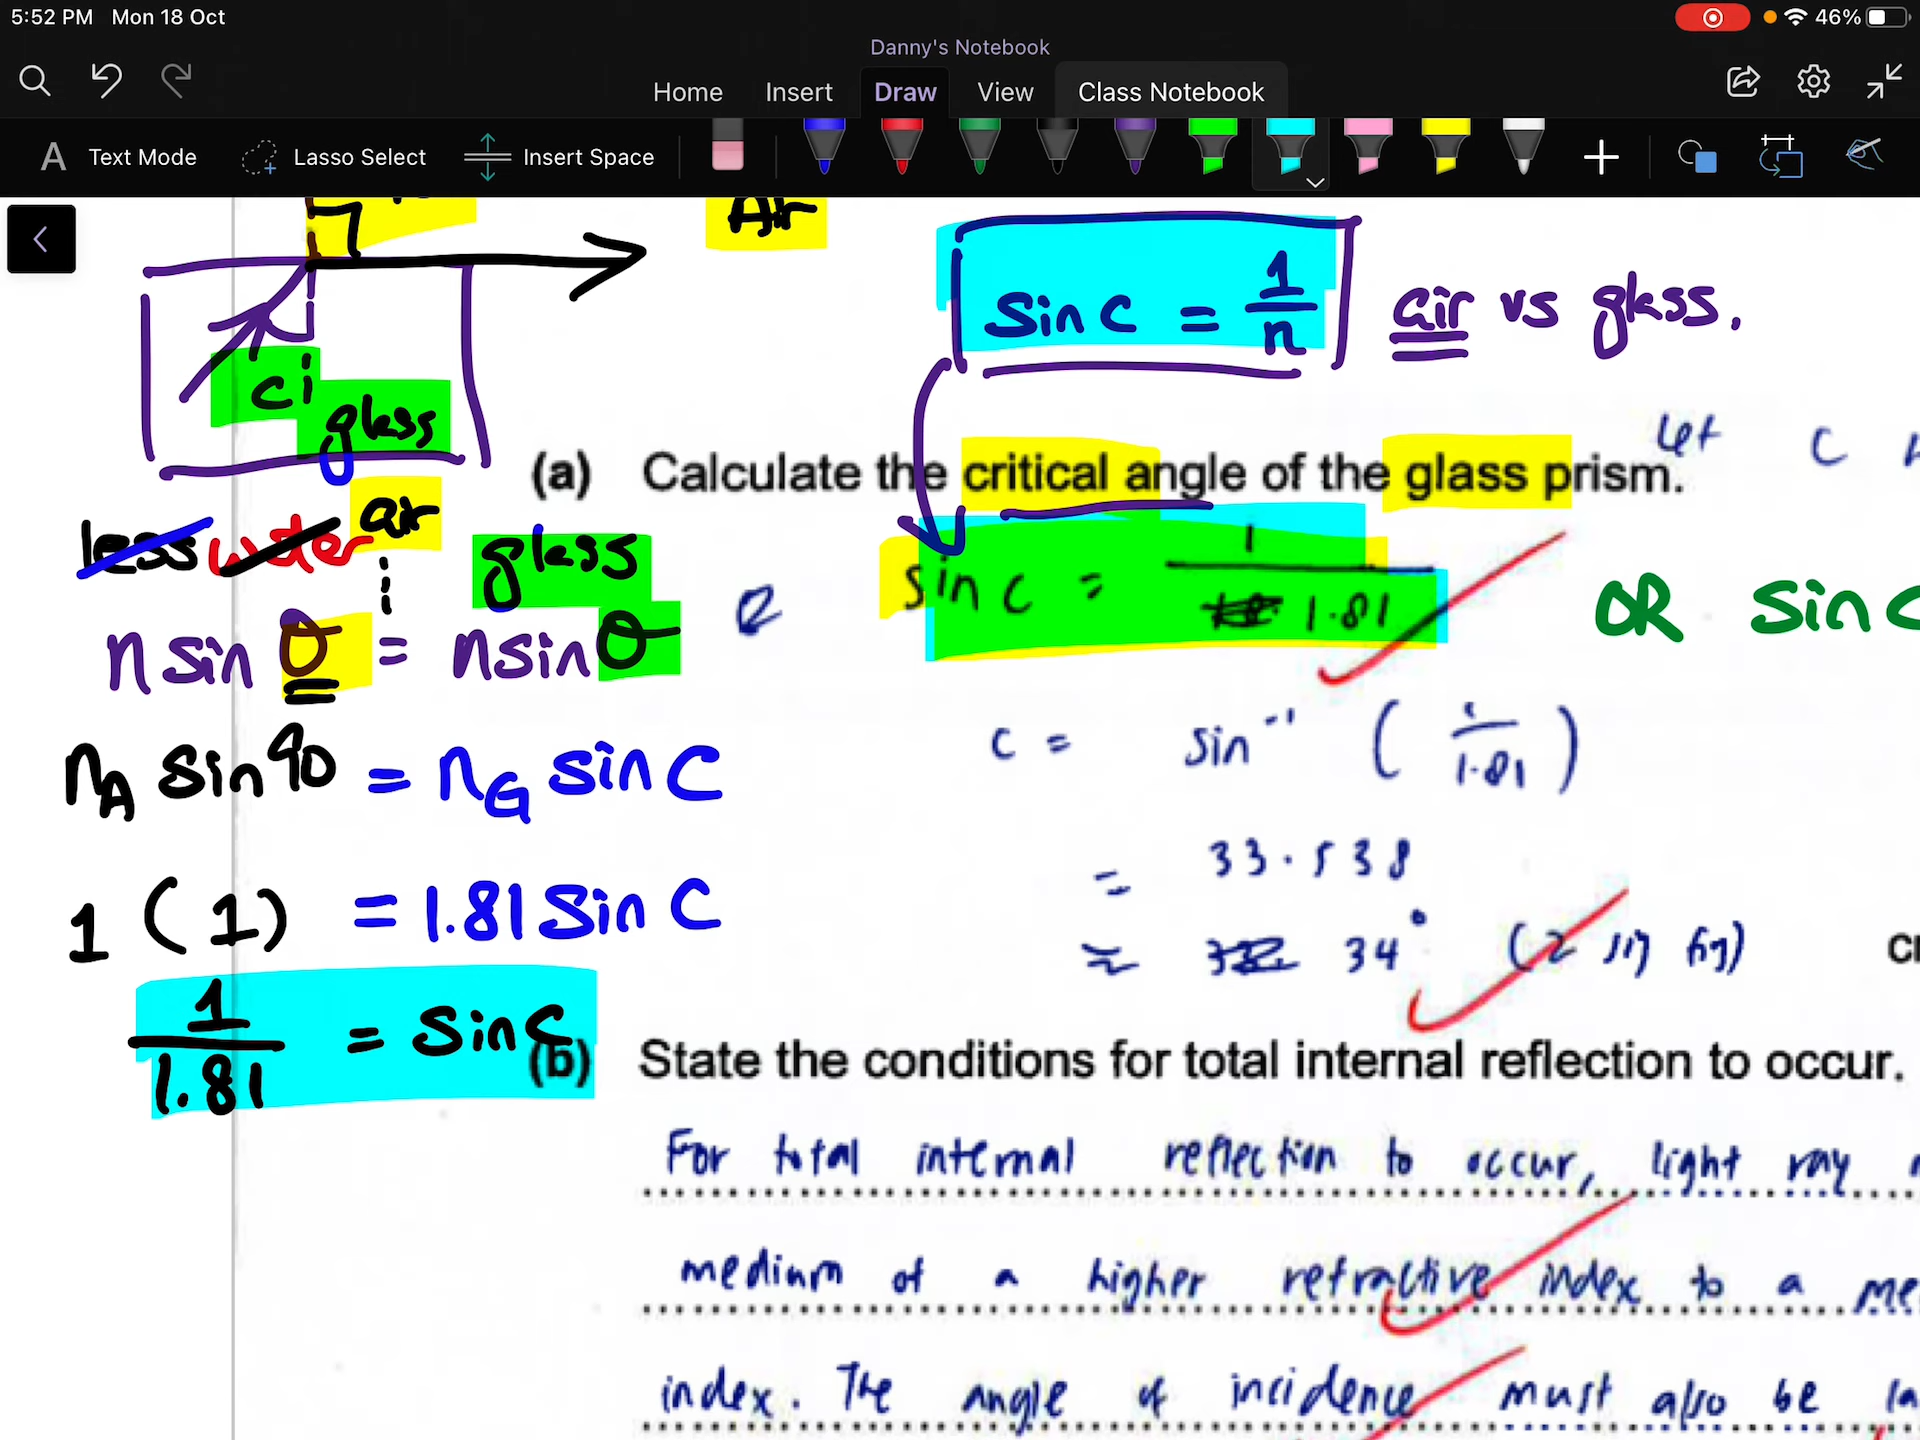 5:52 PM Mon 18 Oct
46%
Danny's Notebook
Home Insert Draw View Class Notebook
Text Mode Lasso Select Insert Space
Air
sin c = 1/n air vs glass.
ci
glass
let c
(a) Calculate the critical angle of the glass prism.
less water air
glass
n sin θ = n sin θ
sin c = 1/1.81
OR sin C
nA sin 90 = nG sin C
c = sin⁻¹ (1/1.81)
= 33.538
1 (1) = 1.81 sin C
≈ 34° (2 sig fig)
1/1.81 = sin C
(b) State the conditions for total internal reflection to occur.
For total internal reflection to occur, light ray
medium of a higher refractive index to a me
index. The angle of incidence must also be la